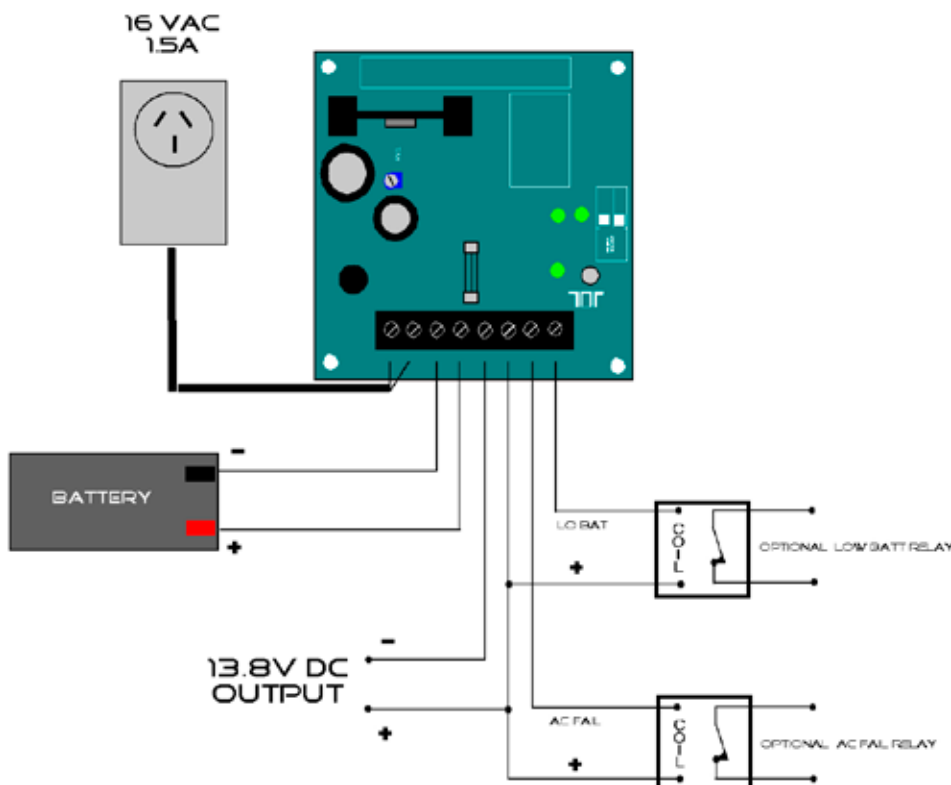 16 VAC
1.5A
BATTERY
-
+
LO BAT
+
COIL
OPTIONAL LOW BATT RELAY
13.8V DC
OUTPUT
-
+
AC FAIL
+
COIL
OPTIONAL AC FAIL RELAY